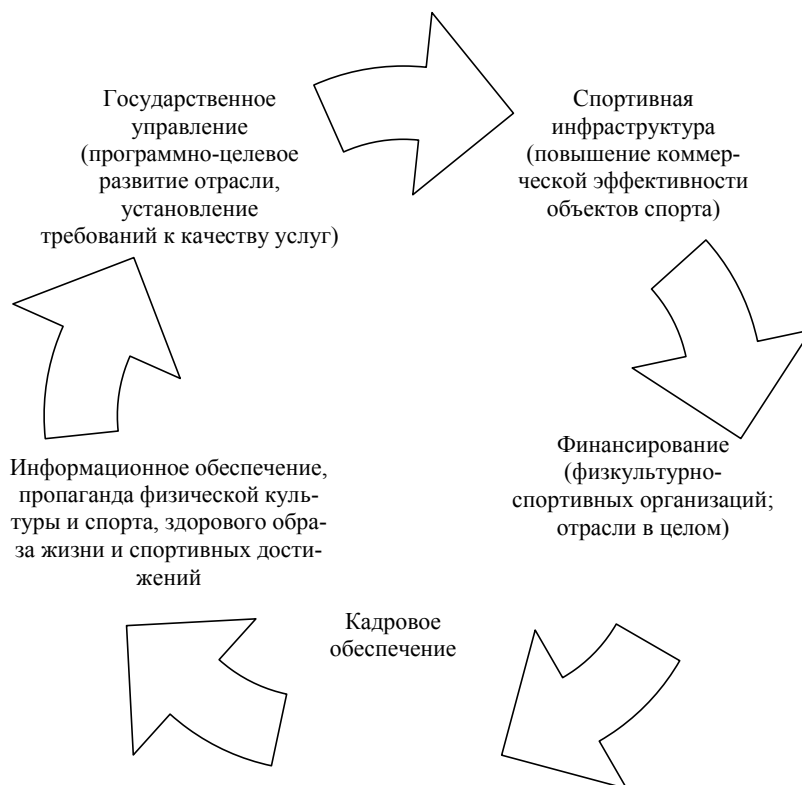 Государственное
управление
(программно-целевое
развитие отрасли,
установление
требований к качеству услуг)
Спортивная
инфраструктура
(повышение коммер-
ческой эффективности
объектов спорта)
Финансирование
(физкультурно-
спортивных организаций;
отрасли в целом)
Кадровое
обеспечение
Информационное обеспечение,
пропаганда физической куль-
туры и спорта, здорового обра-
за жизни и спортивных дости-
жений